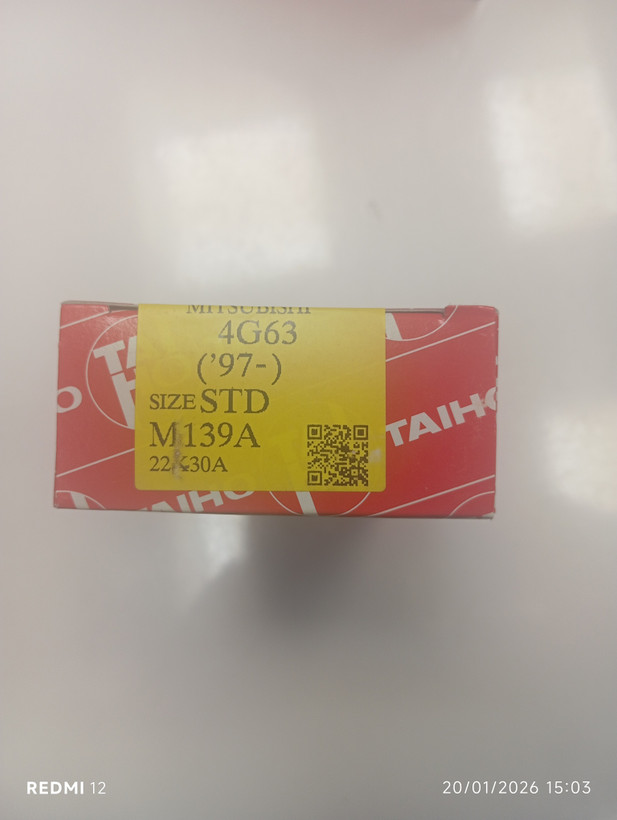 MITSUBISHI
4G63
('97-)
SIZE STD
M139A
TAIHO
TAIHO
REDMI 12
20/01/2026 15:03